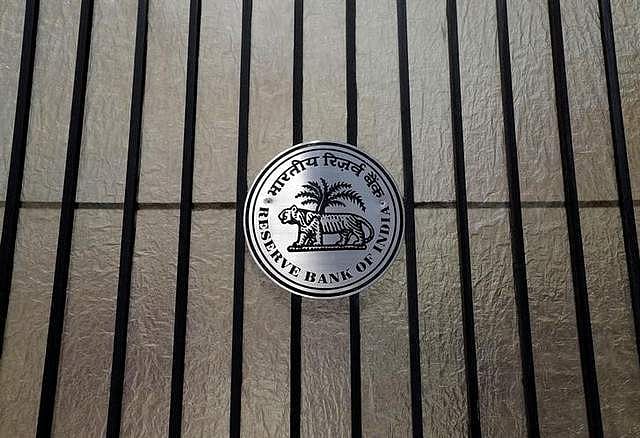 भारतीय रिज़र्व बैंक
RESERVE BANK OF INDIA